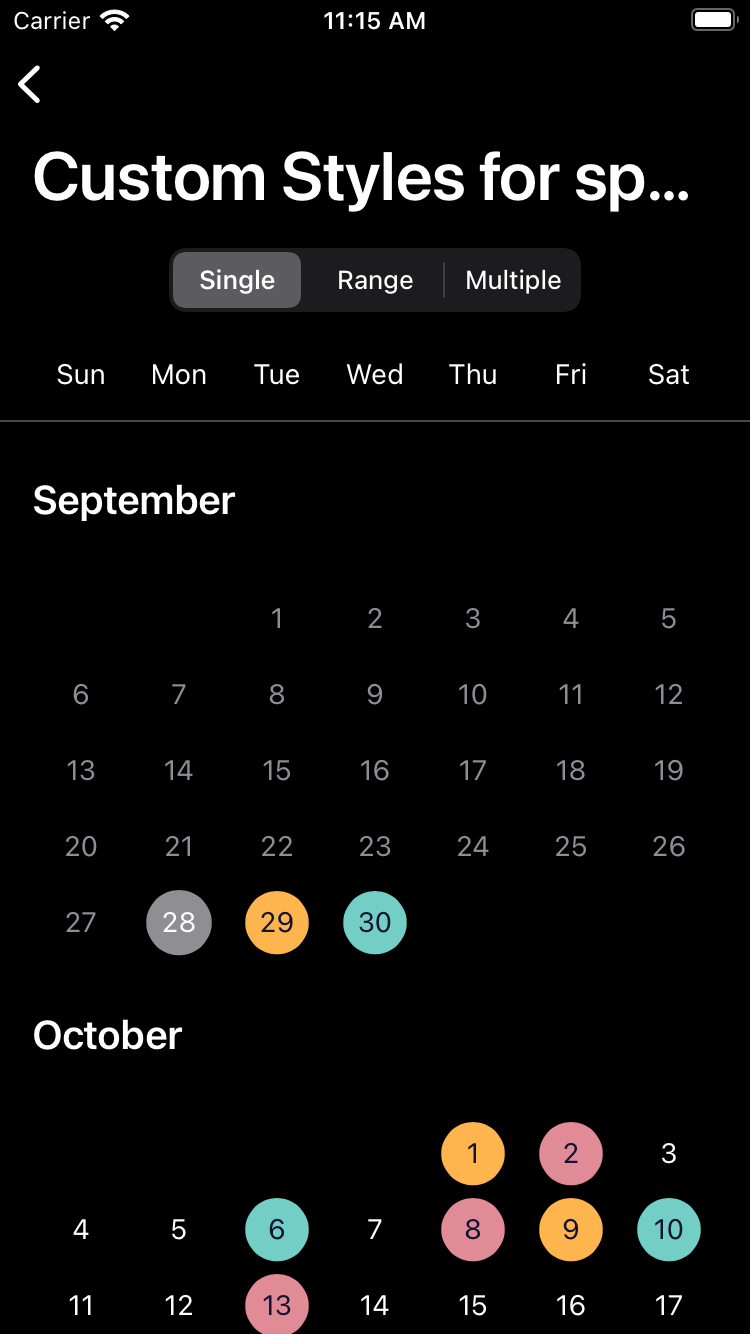 Carrier 11:15 AM
Custom Styles for sp...
Single Range Multiple
Sun Mon Tue Wed Thu Fri Sat
September
1 2 3 4 5
6 7 8 9 10 11 12
13 14 15 16 17 18 19
20 21 22 23 24 25 26
27 28 29 30
October
1 2 3
4 5 6 7 8 9 10
11 12 13 14 15 16 17